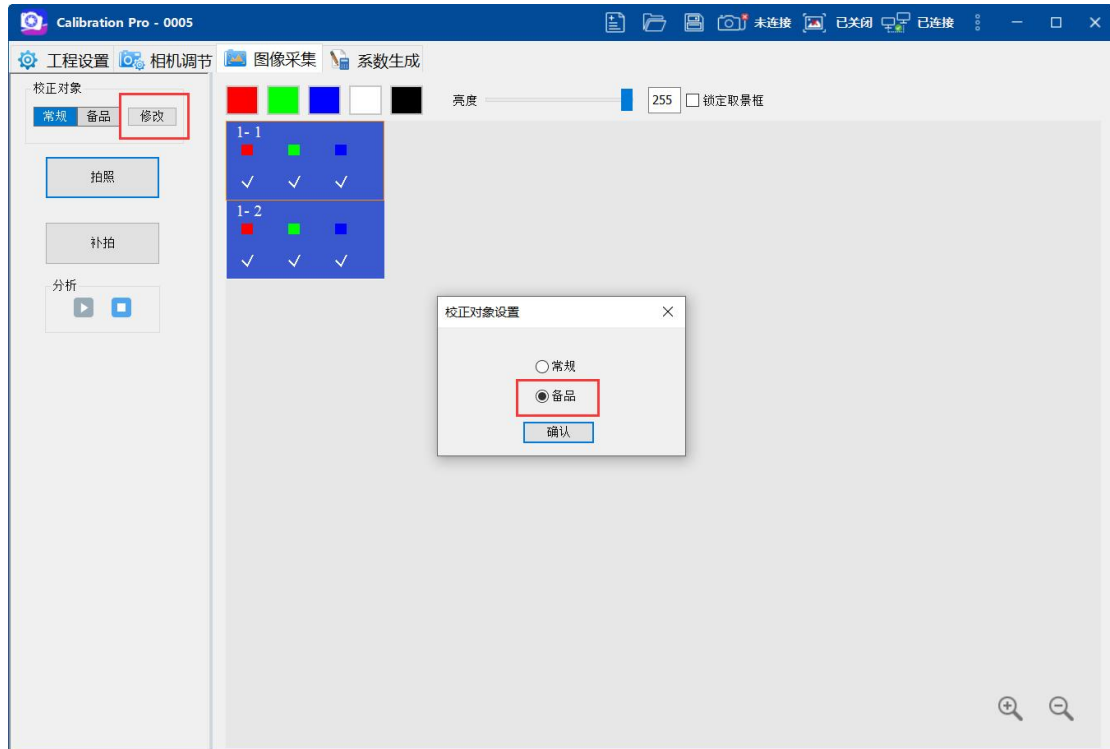 Calibration Pro - 0005
未连接
已关闭
已连接
工程设置
相机调节
图像采集
系数生成
校正对象
常规
备品
修改
亮度
255
锁定取景框
拍照
补拍
分析
1- 1
1- 2
校正对象设置
常规
备品
确认